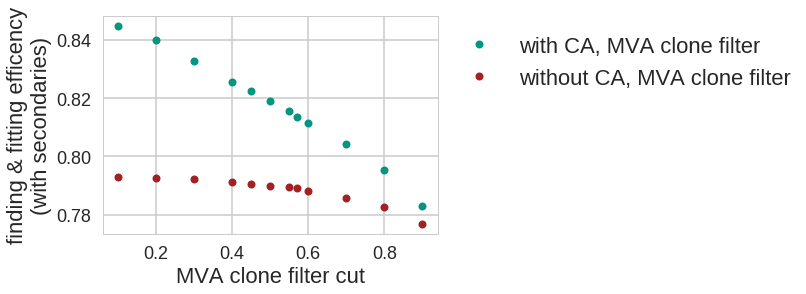 finding & fitting efficency
(with secondaries)
0.84
0.82
0.80
0.78
0.2
0.4
0.6
0.8
MVA clone filter cut
with CA, MVA clone filter
without CA, MVA clone filter